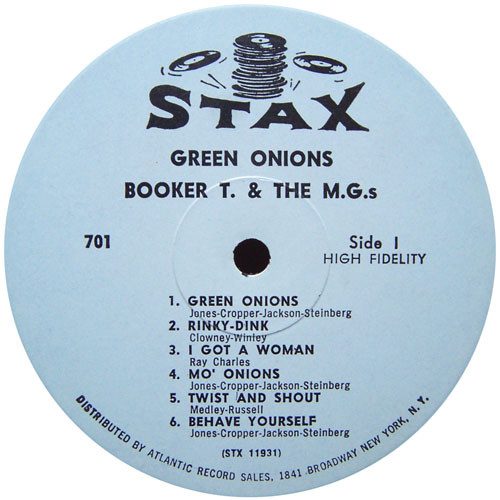 STAX
GREEN ONIONS
BOOKER T. & THE M.G.s
701
Side 1
HIGH FIDELITY
1. GREEN ONIONS
Jones-Cropper-Jackson-Steinberg
2. RINKY-DINK
Clowney-Winley
3. I GOT A WOMAN
Ray Charles
4. MO' ONIONS
Jones-Cropper-Jackson-Steinberg
5. TWIST AND SHOUT
Medley-Russell
6. BEHAVE YOURSELF
Jones-Cropper-Jackson-Steinberg
(STX 11931)
DISTRIBUTED BY ATLANTIC RECORD SALES, 1841 BROADWAY NEW YORK, N. Y.